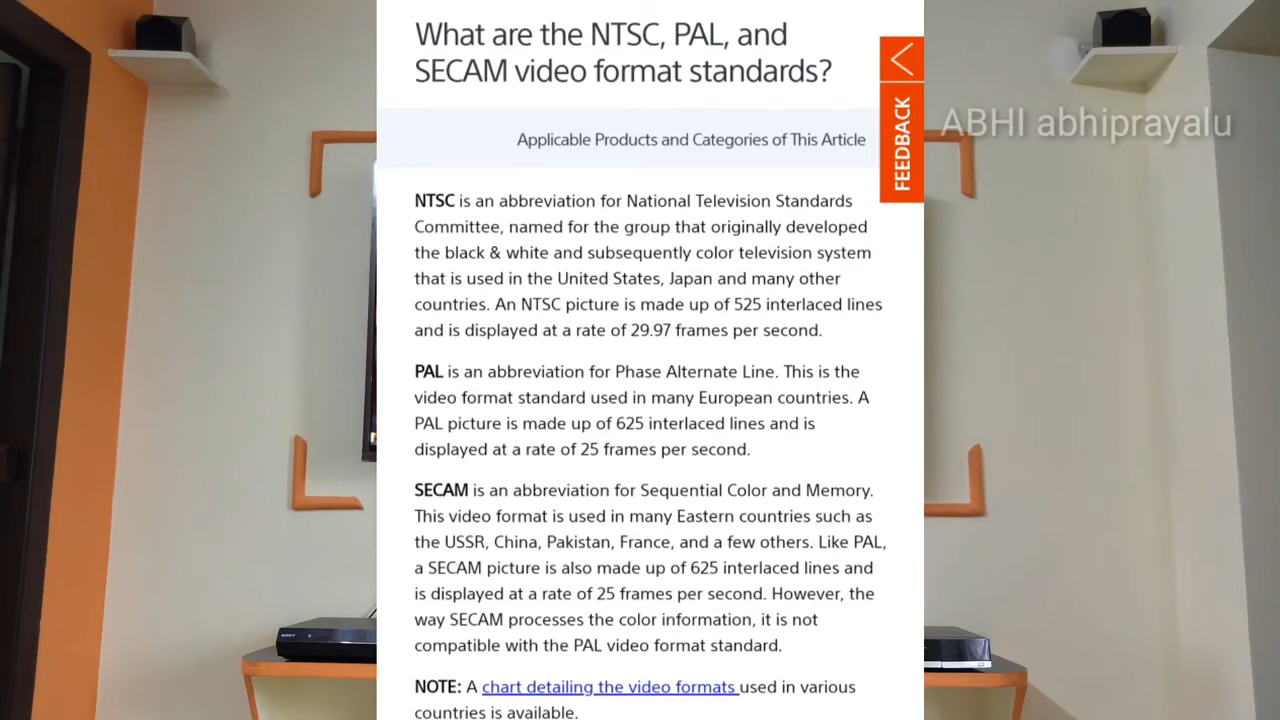 What are the NTSC, PAL, and
SECAM video format standards?
FEEDBACK
ABHI abhiprayalu
Applicable Products and Categories of This Article
NTSC is an abbreviation for National Television Standards
Committee, named for the group that originally developed
the black & white and subsequently color television system
that is used in the United States, Japan and many other
countries. An NTSC picture is made up of 525 interlaced lines
and is displayed at a rate of 29.97 frames per second.
PAL is an abbreviation for Phase Alternate Line. This is the
video format standard used in many European countries. A
PAL picture is made up of 625 interlaced lines and is
displayed at a rate of 25 frames per second.
SECAM is an abbreviation for Sequential Color and Memory.
This video format is used in many Eastern countries such as
the USSR, China, Pakistan, France, and a few others. Like PAL,
a SECAM picture is also made up of 625 interlaced lines and
is displayed at a rate of 25 frames per second. However, the
way SECAM processes the color information, it is not
compatible with the PAL video format standard.
SONY
NOTE: A chart detailing the video formats used in various
countries is available.